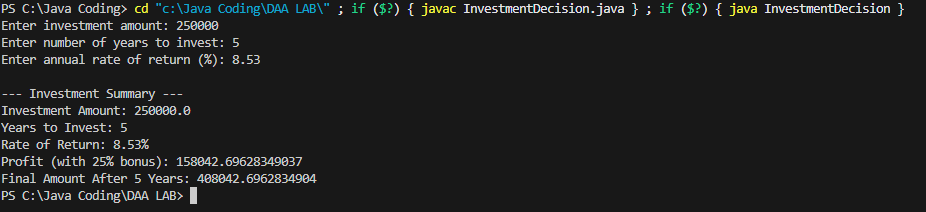 PS C:\Java Coding> cd "c:\Java Coding\DAA LAB\" ; if ($?) { javac InvestmentDecision.java } ; if ($?) { java InvestmentDecision }
Enter investment amount: 250000
Enter number of years to invest: 5
Enter annual rate of return (%): 8.53
--- Investment Summary ---
Investment Amount: 250000.0
Years to Invest: 5
Rate of Return: 8.53%
Profit (with 25% bonus): 158042.69628349037
Final Amount After 5 Years: 408042.6962834904
PS C:\Java Coding\DAA LAB>